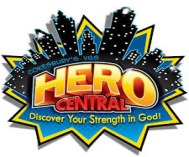 COKESBURY'S VBS
HERO
CENTRAL
Discover Your Strength in God!